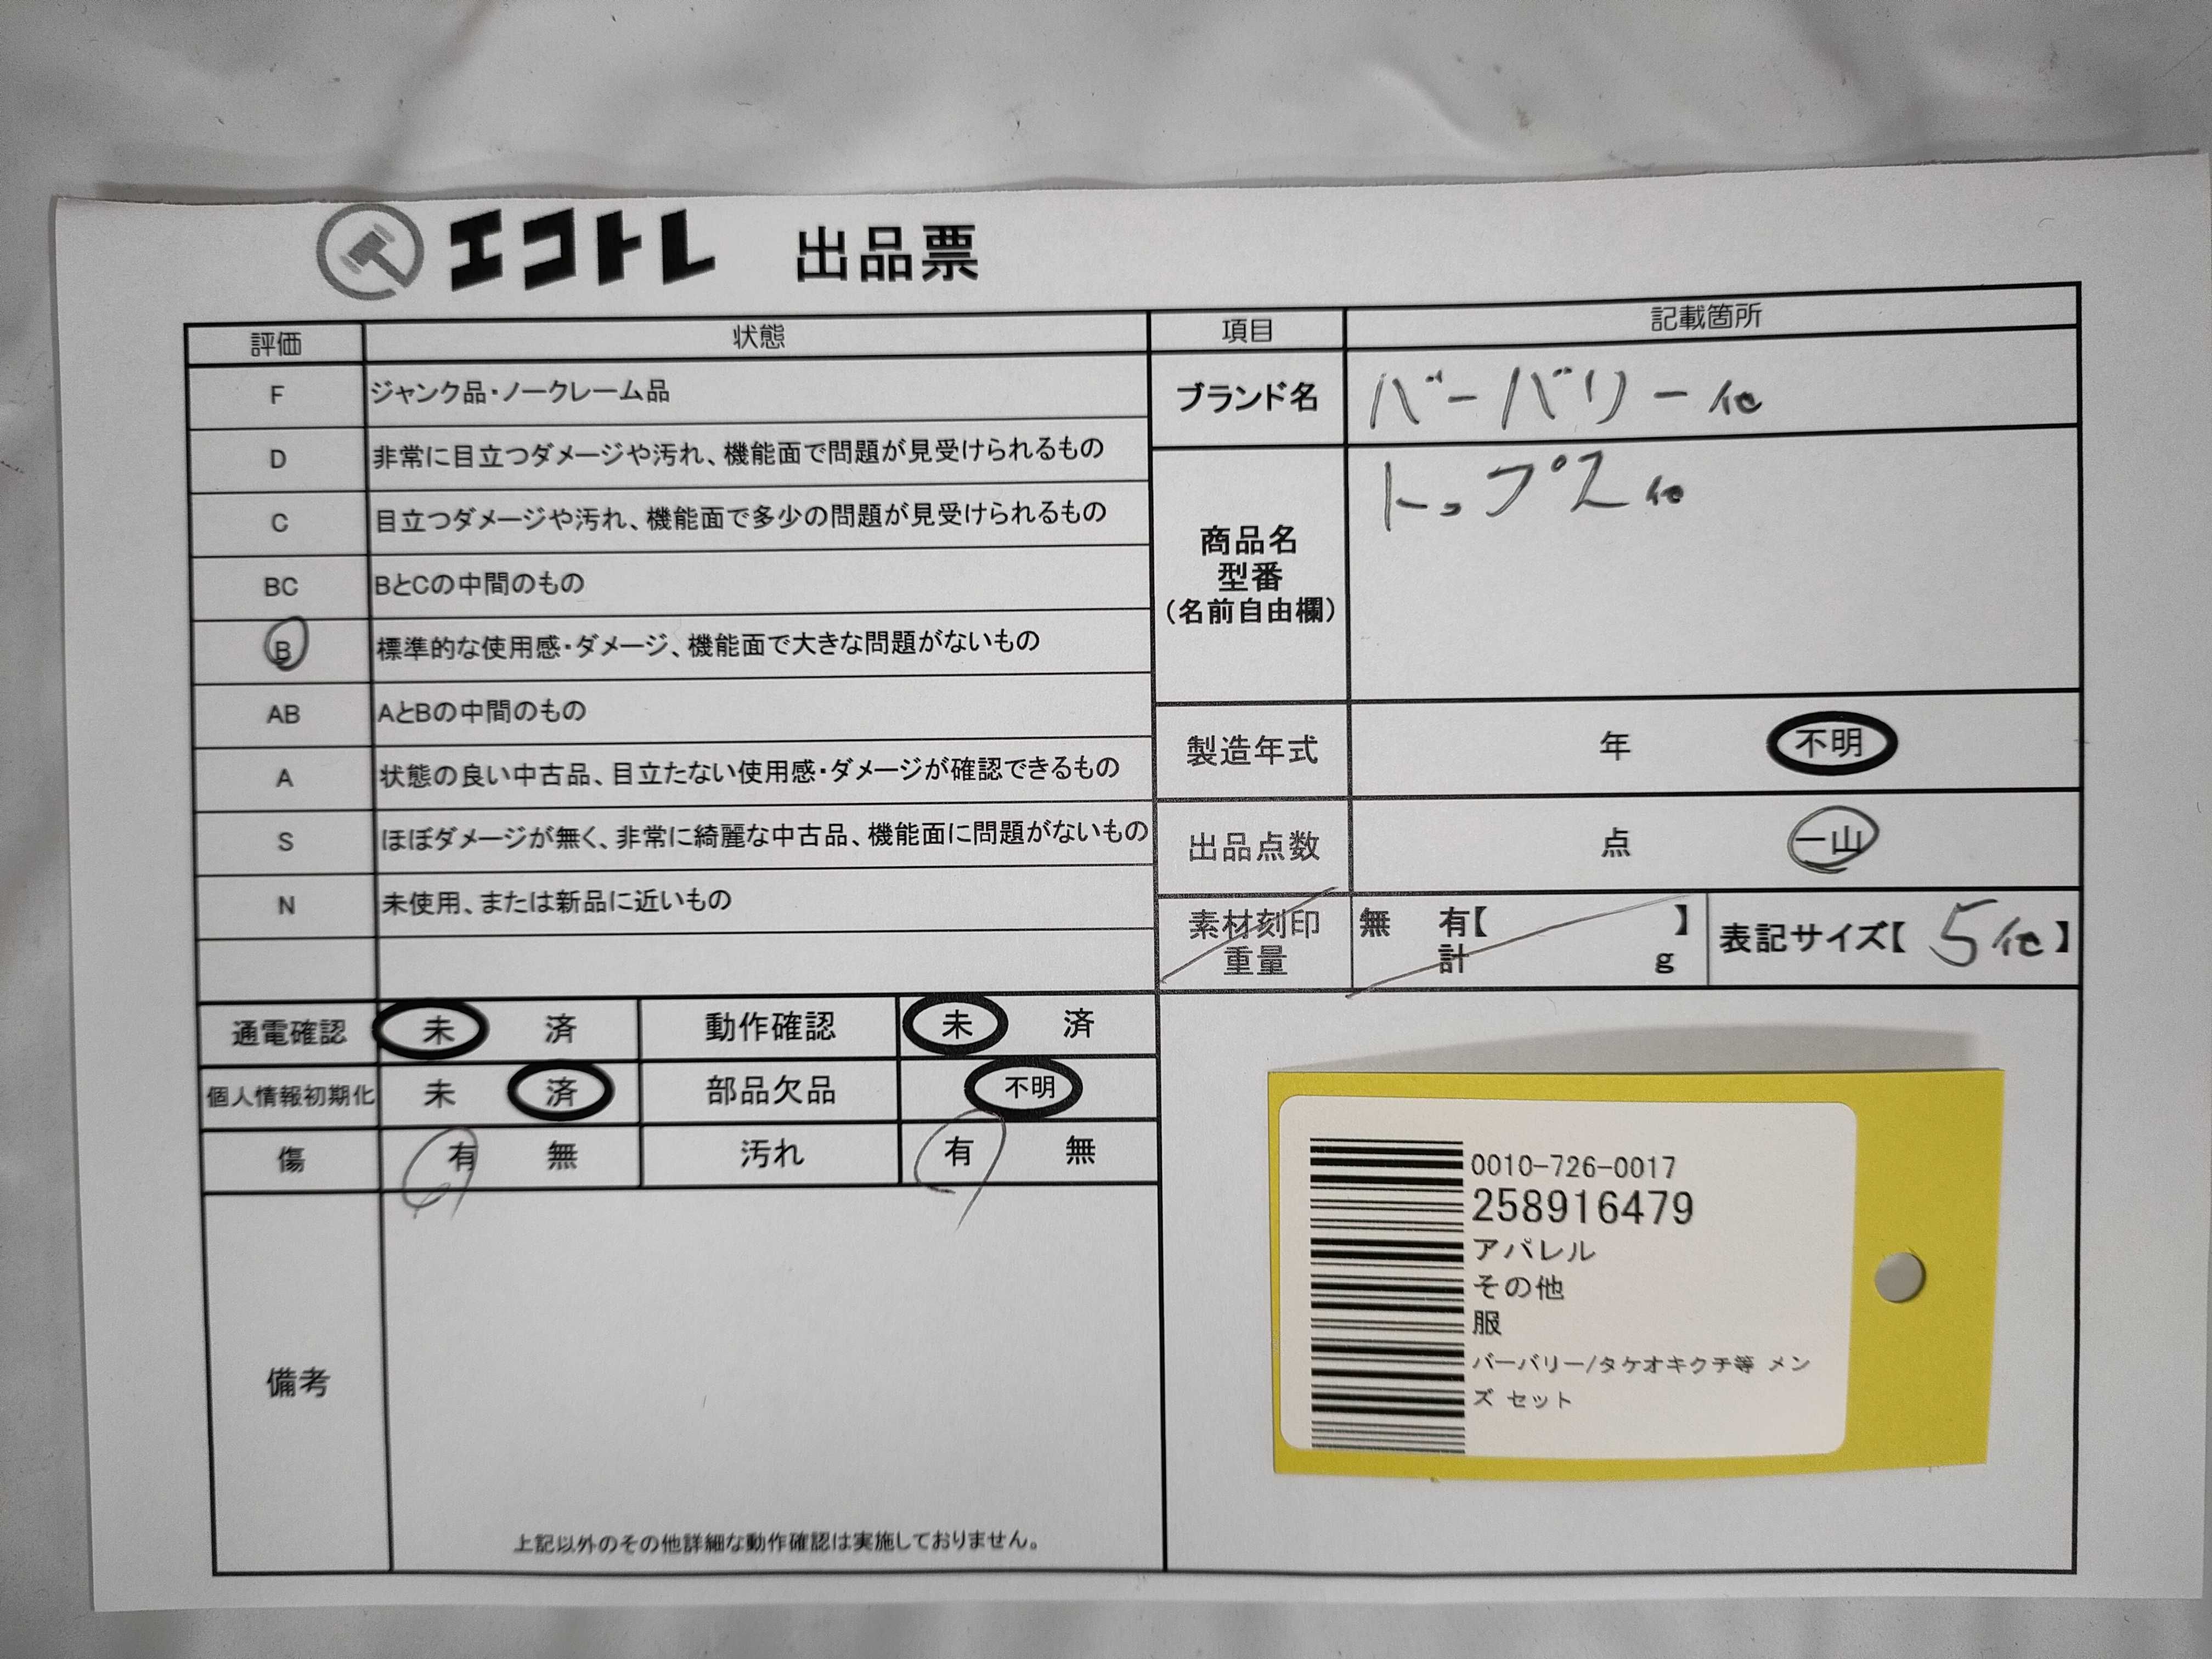 エコトレ 出品票
評価 状態
F ジャンク品・ノークレーム品
D 非常に目立つダメージや汚れ、機能面で問題が見受けられるもの
C 目立つダメージや汚れ、機能面で多少の問題が見受けられるもの
BC BとCの中間のもの
B 標準的な使用感・ダメージ、機能面で大きな問題がないもの
AB AとBの中間のもの
A 状態の良い中古品、目立たない使用感・ダメージが確認できるもの
S ほぼダメージが無く、非常に綺麗な中古品、機能面に問題がないもの
N 未使用、または新品に近いもの
項目 記載箇所
ブランド名 バーバリー他
商品名
型番
(名前自由欄)
トップス他
製造年式 年 不明
出品点数 点 一山
素材刻印 無 有【 】
重量 計 g
表記サイズ【 5他 】
通電確認 未 済 動作確認 未 済
個人情報初期化 未 済 部品欠品 不明
傷 有 無 汚れ 有 無
備考
上記以外のその他詳細な動作確認は実施しておりません。
0010-726-0017
258916479
アパレル
その他
服
バーバリー/タケオキクチ等 メン
ズ セット